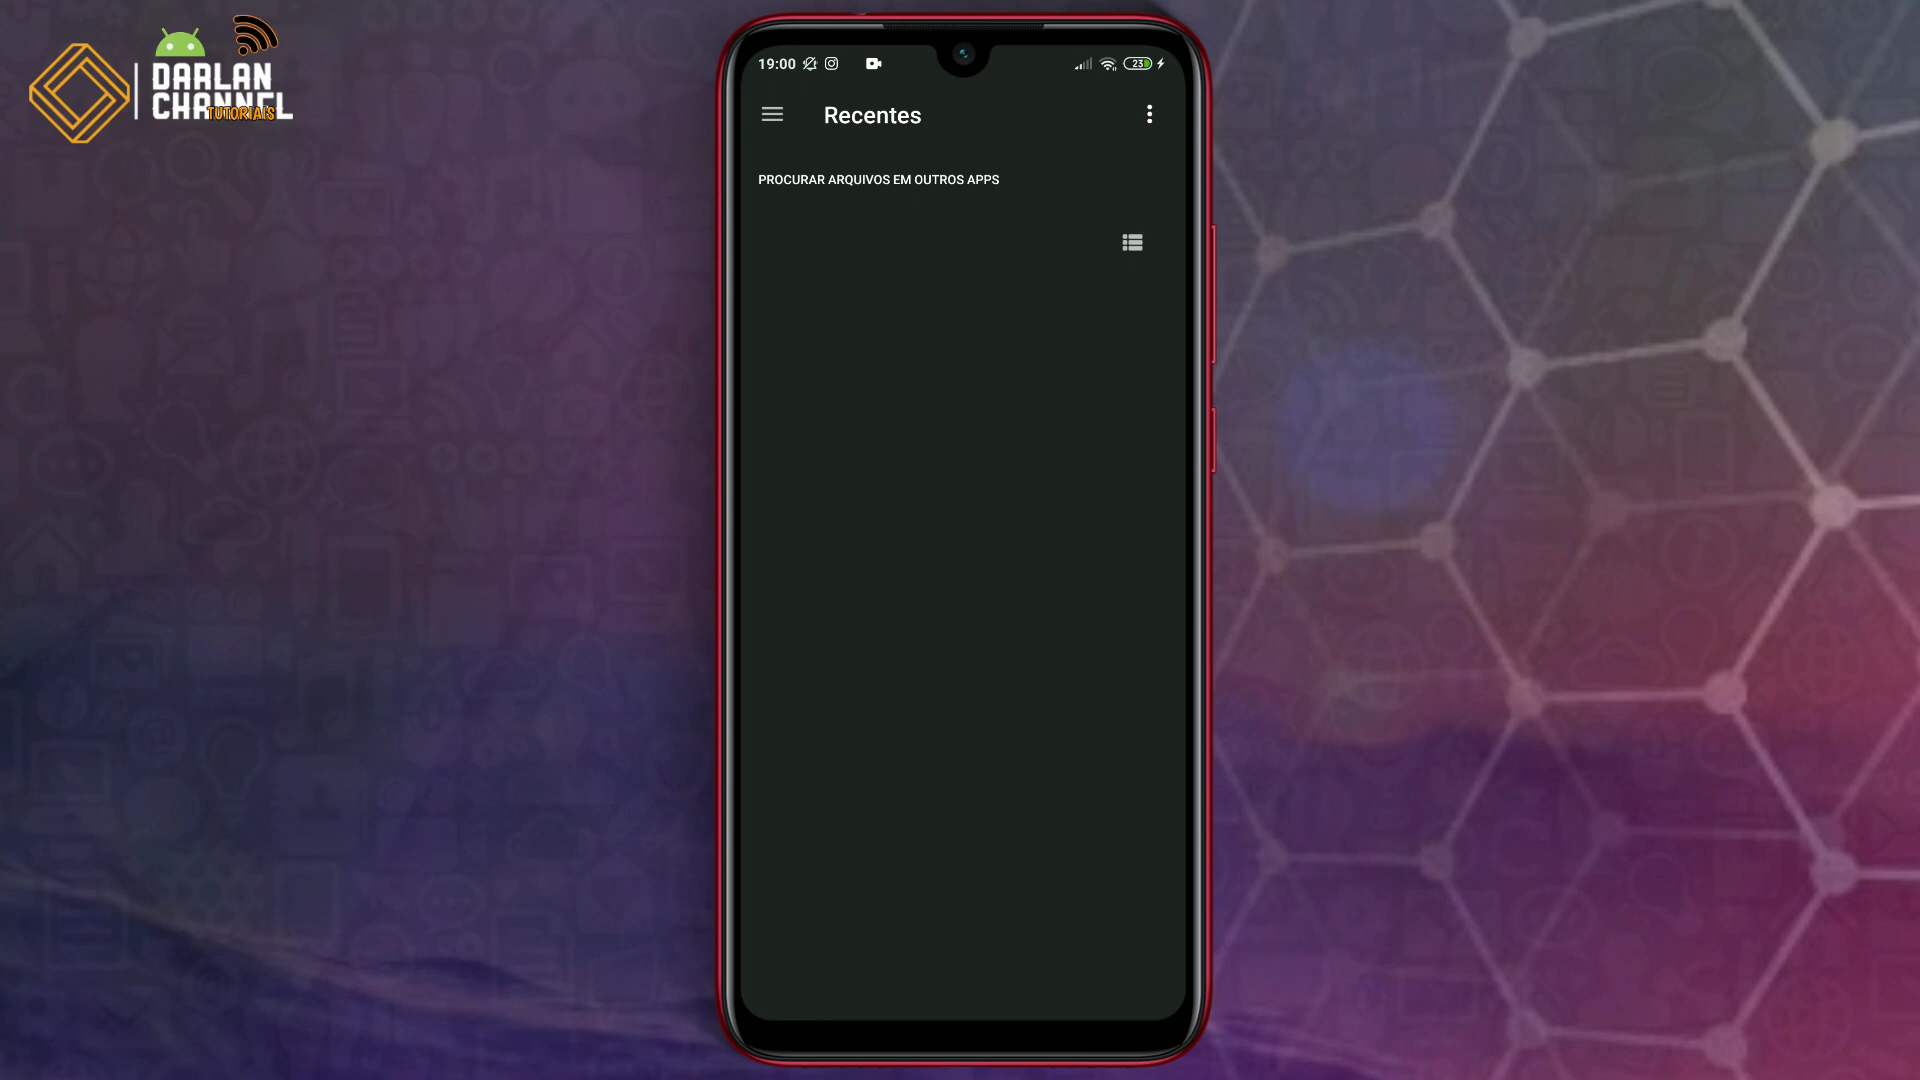 DARLAN
CHANNEL
TUTORIAIS
19:00
23
Recentes
PROCURAR ARQUIVOS EM OUTROS APPS